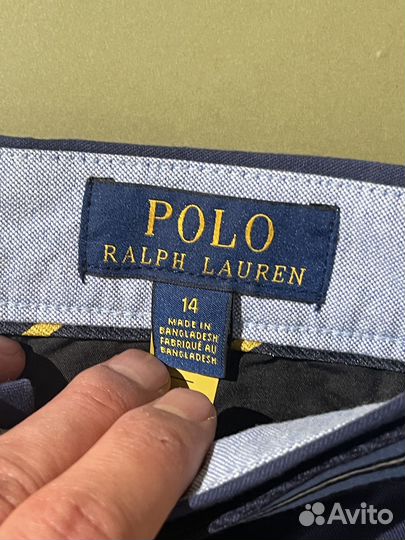 POLO
RALPH LAUREN
14
MADE IN
BANGLADESH
FABRIQUÉ AU
BANGLADESH
Avito